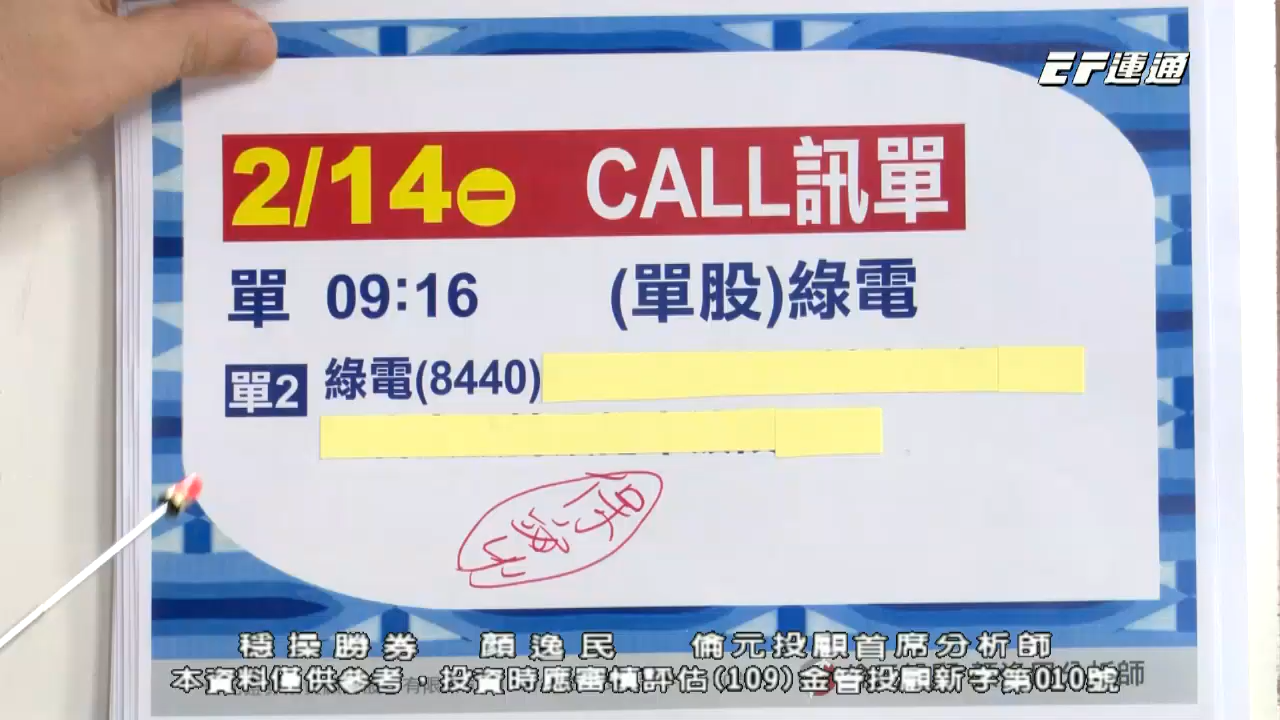 EF運通
2/14㊀ CALL訊單
單 09:16 (單股)綠電
單2 綠電(8440)
穩操勝券 顏逸民 倫元投顧首席分析師
本資料僅供參考，投資時應審慎評估(109)金管投顧新字第010號